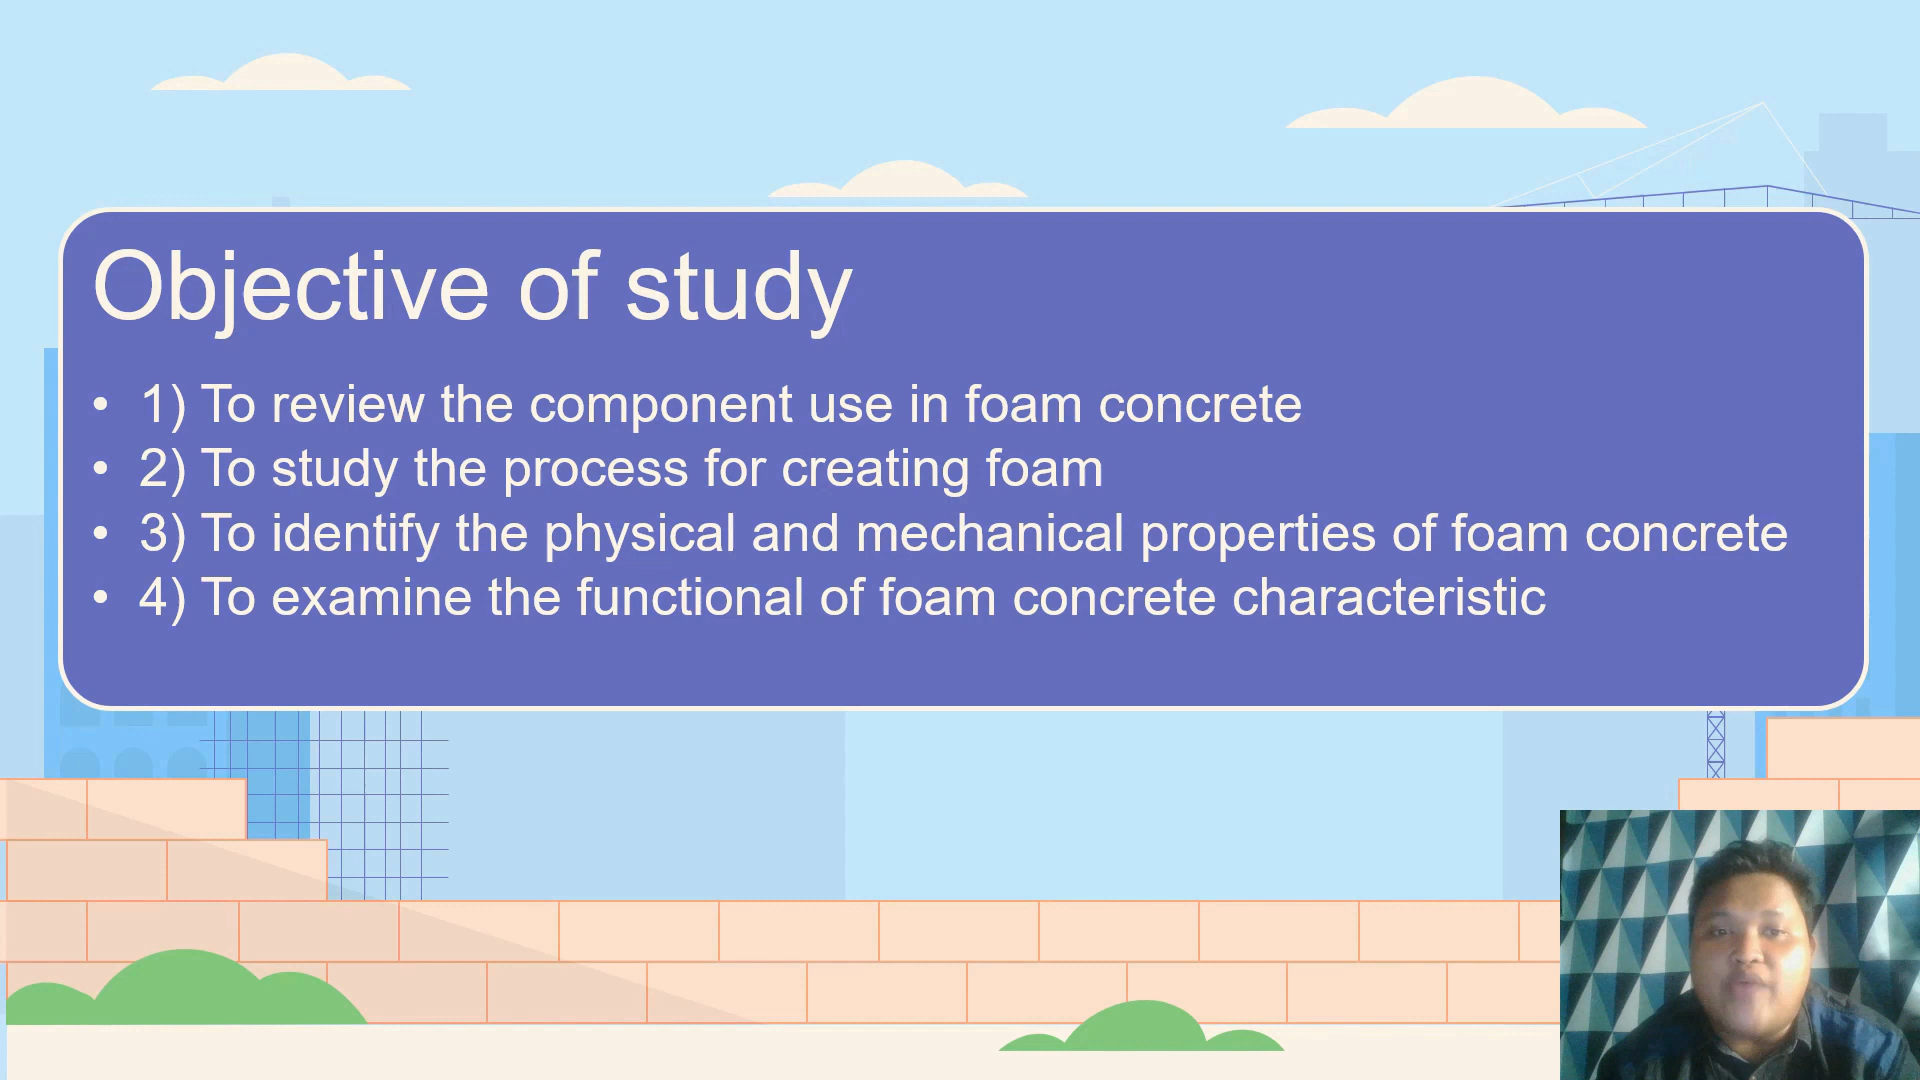 Objective of study
• 1) To review the component use in foam concrete
• 2) To study the process for creating foam
• 3) To identify the physical and mechanical properties of foam concrete
• 4) To examine the functional of foam concrete characteristic